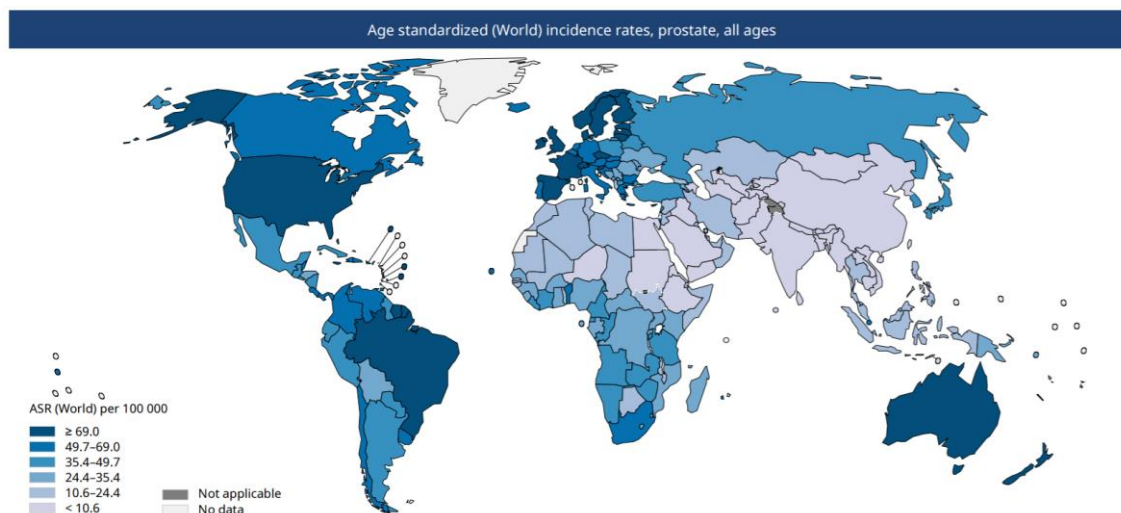 Age standardized (World) incidence rates, prostate, all ages
ASR (World) per 100 000
≥ 69.0
49.7–69.0
35.4–49.7
24.4–35.4
10.6–24.4
< 10.6
Not applicable
No data